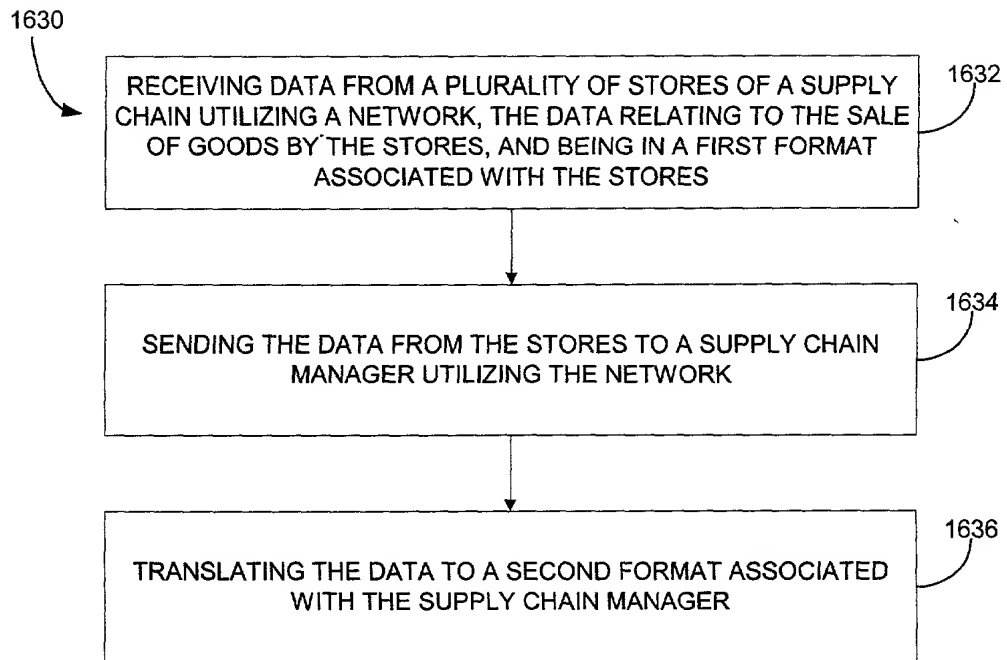 1630
RECEIVING DATA FROM A PLURALITY OF STORES OF A SUPPLY
CHAIN UTILIZING A NETWORK, THE DATA RELATING TO THE SALE
OF GOODS BY THE STORES, AND BEING IN A FIRST FORMAT
ASSOCIATED WITH THE STORES
1632
SENDING THE DATA FROM THE STORES TO A SUPPLY CHAIN
MANAGER UTILIZING THE NETWORK
1634
TRANSLATING THE DATA TO A SECOND FORMAT ASSOCIATED
WITH THE SUPPLY CHAIN MANAGER
1636